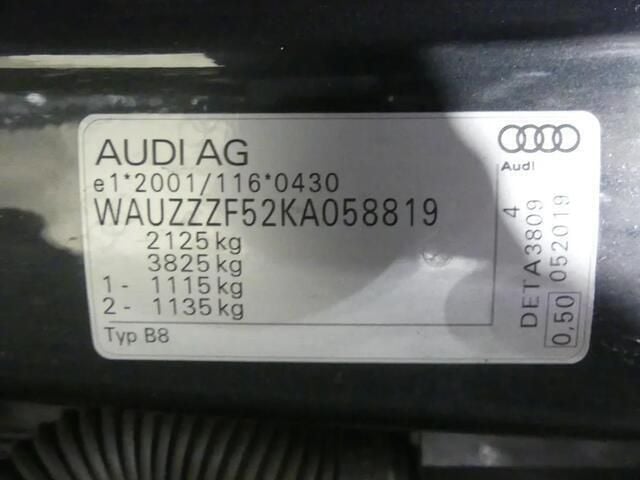 AUDI AG
e1*2001/116*0430
WAUZZZF52KA058819
2125 kg
3825 kg
1 - 1115 kg
2 - 1135 kg
Typ B8
Audi
DETA3809 4
0,50 052019